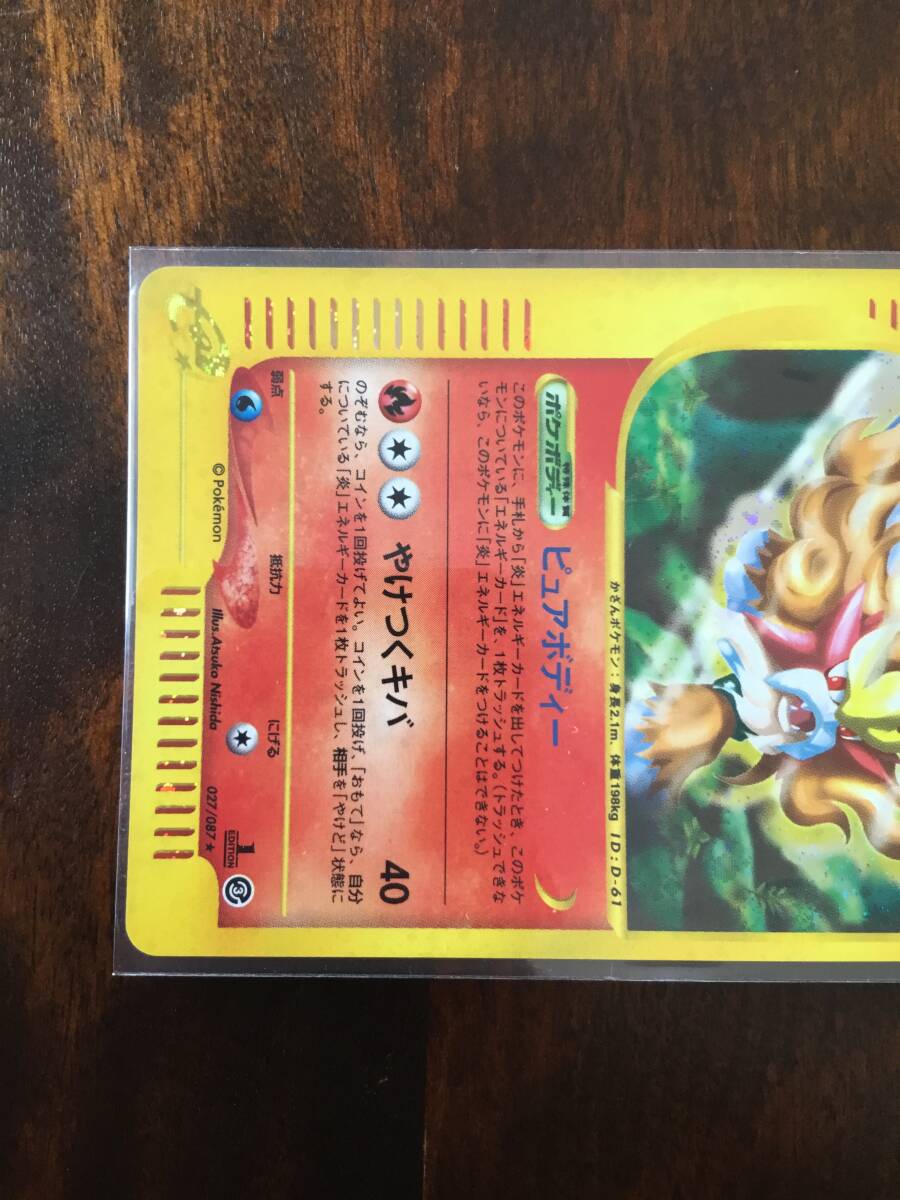 かざんポケモン：身長2.1m、体重198kg ID：D-61
特殊体質
ポケボディー
ピュアボディー
このポケモンに、手札から「炎」エネルギーカードを出してつけたとき、このポケ
モンについている「エネルギーカード」を、1枚トラッシュする。(トラッシュできな
いなら、このポケモンに「炎」エネルギーカードをつけることはできない。)
やけつくキバ 40
のぞむなら、コインを1回投げてよい。コインを1回投げ、「おもて」なら、自分
についている「炎」エネルギーカードを1枚トラッシュし、相手を「やけど」状態に
する。
弱点 抵抗力 にげる
1
EDITION
3
Illus.Atsuko Nishida
027/087★
©Pokémon